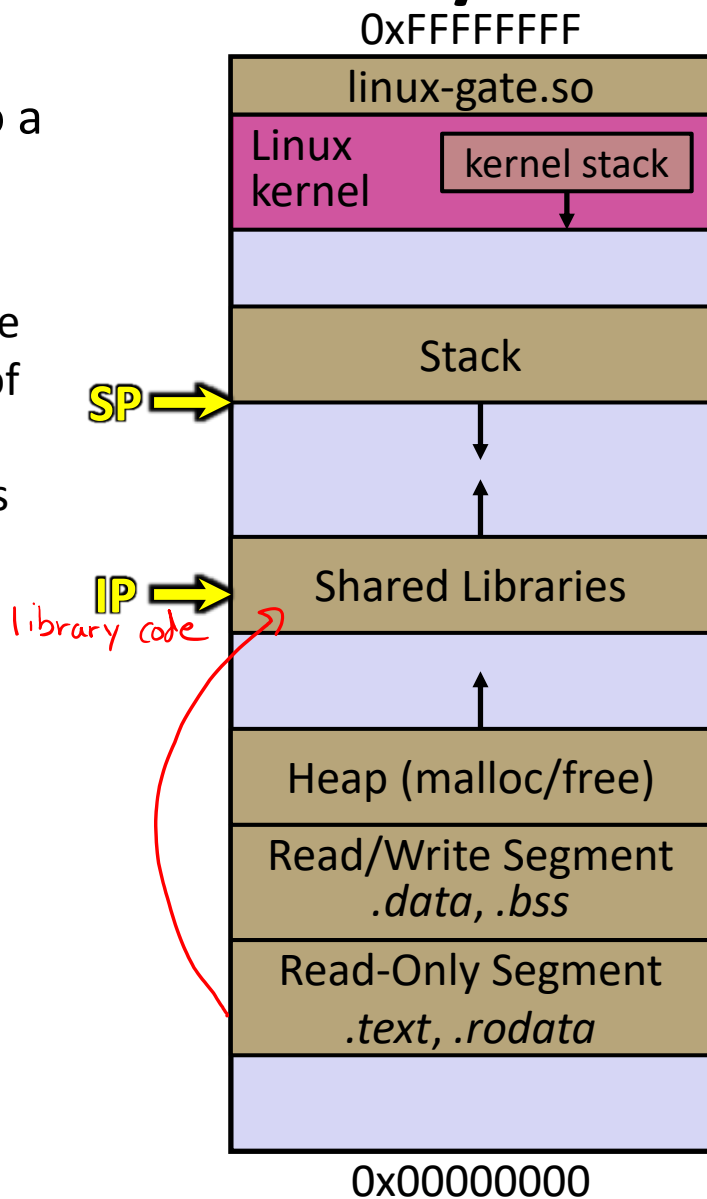 0xFFFFFFFF
linux-gate.so
o a
Linux
kernel
kernel stack
e
of
Stack
SP
s
IP
Shared Libraries
library code
Heap (malloc/free)
Read/Write Segment
.data, .bss
Read-Only Segment
.text, .rodata
0x00000000